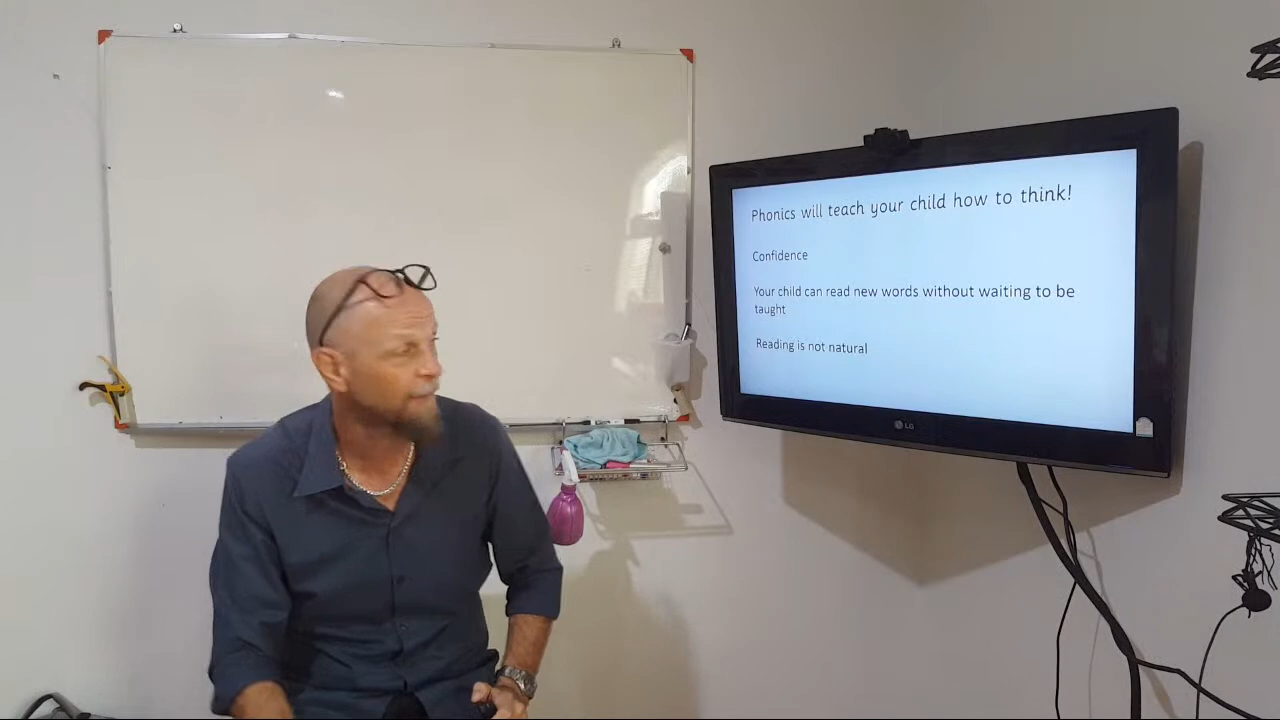 Phonics will teach your child how to think!
Confidence
Your child can read new words without waiting to be
taught
Reading is not natural
LG